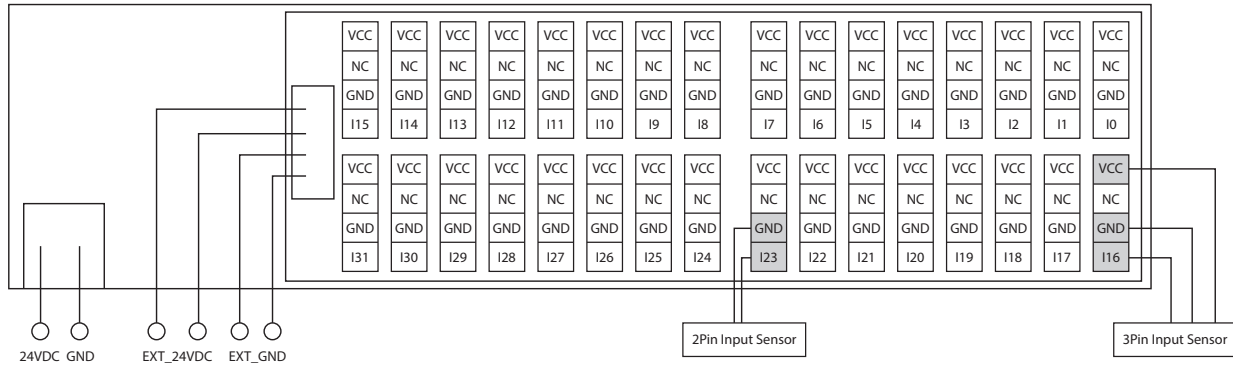 VCC VCC VCC VCC VCC VCC VCC VCC VCC VCC VCC VCC VCC VCC VCC VCC
NC NC NC NC NC NC NC NC NC NC NC NC NC NC NC NC
GND GND GND GND GND GND GND GND GND GND GND GND GND GND GND GND
I15 I14 I13 I12 I11 I10 I9 I8 I7 I6 I5 I4 I3 I2 I1 I0
VCC VCC VCC VCC VCC VCC VCC VCC VCC VCC VCC VCC VCC VCC VCC VCC
NC NC NC NC NC NC NC NC NC NC NC NC NC NC NC NC
GND GND GND GND GND GND GND GND GND GND GND GND GND GND GND GND
I31 I30 I29 I28 I27 I26 I25 I24 I23 I22 I21 I20 I19 I18 I17 I16
24VDC GND EXT_24VDC EXT_GND 2Pin Input Sensor 3Pin Input Sensor